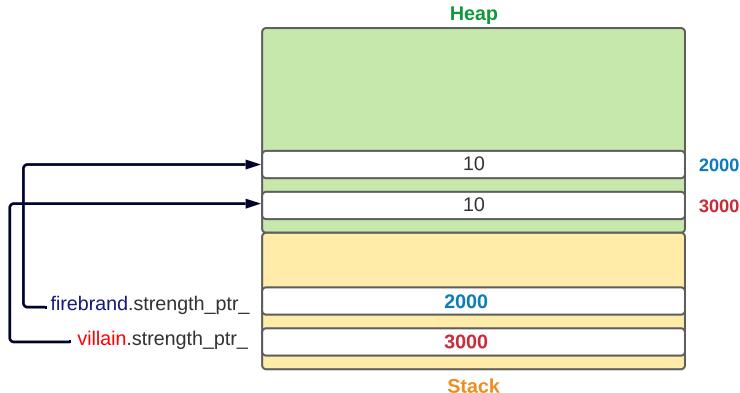 Heap
10 2000
10 3000
firebrand.strength_ptr_ 2000
villain.strength_ptr_ 3000
Stack